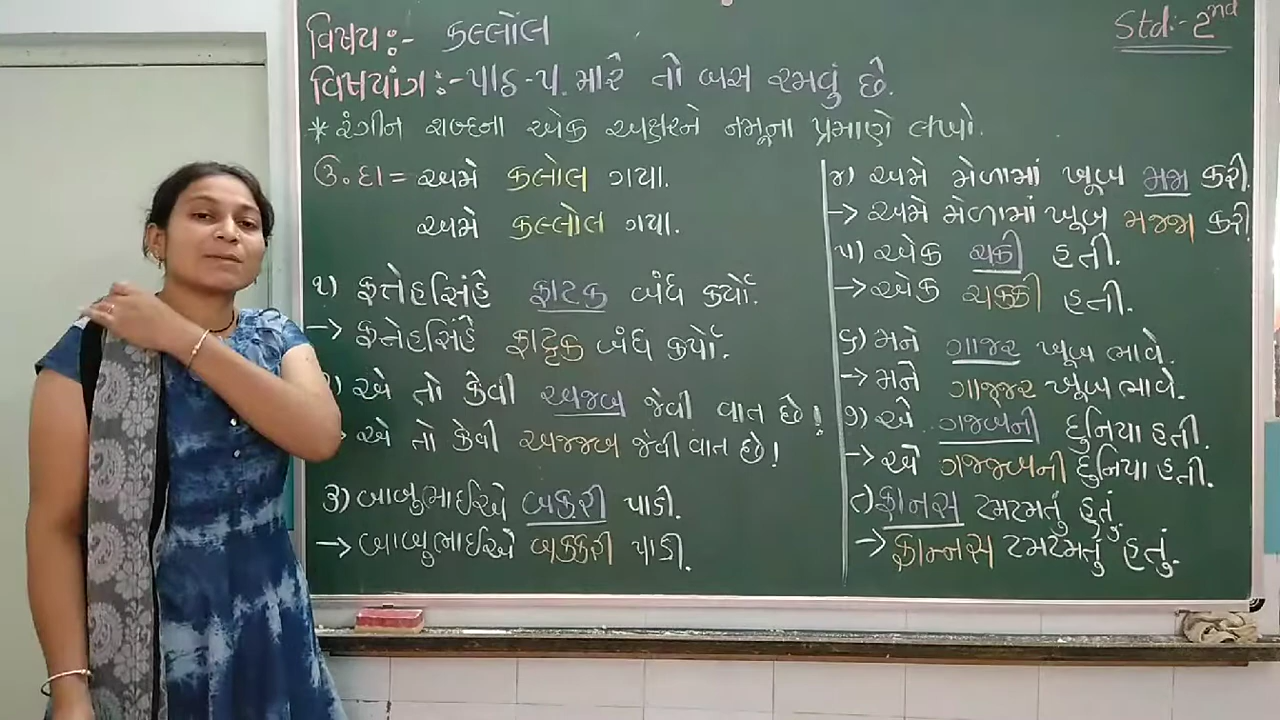 વિષય:- કલ્લોલ
Std:- 2nd
વિષયાંગ:- પાઠ-૫. મારે તો બસ રમવું છે.
* રંગીન શબ્દના એક અક્ષરને નમૂના પ્રમાણે લખો.
ઉ.દા = અમે કલોલ ગયા.
અમે કલ્લોલ ગયા.
૧) ફતેહસિંહે ફાટક બંધ કર્યો.
-> ફતેહસિંહે ફાટ્ટક બંધ કર્યો.
૨) એ તો કેવી અજબ જેવી વાત છે!
એ તો કેવી અજ્જબ જેવી વાત છે!
૩) બાબુભાઈએ બકરી પાડી.
-> બાબુભાઈએ બક્કરી પાડી.
૪) અમે મેળામાં ખૂબ મજા કરી.
-> અમે મેળામાં ખૂબ મજ્જા કરી
૫) એક ચકી હતી.
-> એક ચક્કી હતી.
૬) મને ગાજર ખૂબ ભાવે.
-> મને ગાજ્જર ખૂબ ભાવે.
૭) એ ગજબની દુનિયા હતી.
-> એ ગજ્જબની દુનિયા હતી.
૮) ફાનસ ટમટમતું હતું.
-> ફાન્નસ ટમટમતું હતું.